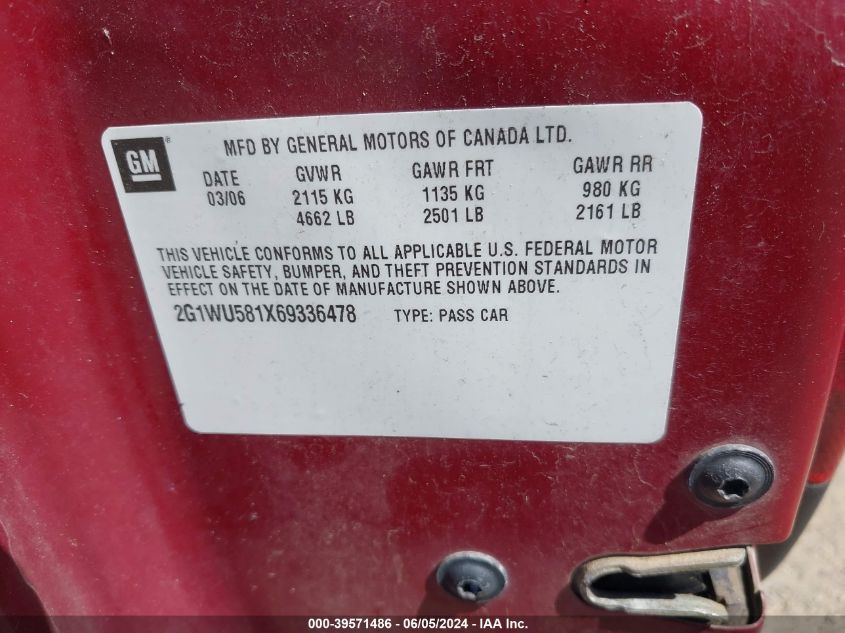 GM ®
MFD BY GENERAL MOTORS OF CANADA LTD.
DATE GVWR GAWR FRT GAWR RR
03/06 2115 KG 1135 KG 980 KG
4662 LB 2501 LB 2161 LB
THIS VEHICLE CONFORMS TO ALL APPLICABLE U.S. FEDERAL MOTOR
VEHICLE SAFETY, BUMPER, AND THEFT PREVENTION STANDARDS IN
EFFECT ON THE DATE OF MANUFACTURE SHOWN ABOVE.
2G1WU581X69336478 TYPE: PASS CAR
000-39571486 - 06/05/2024 - IAA Inc.